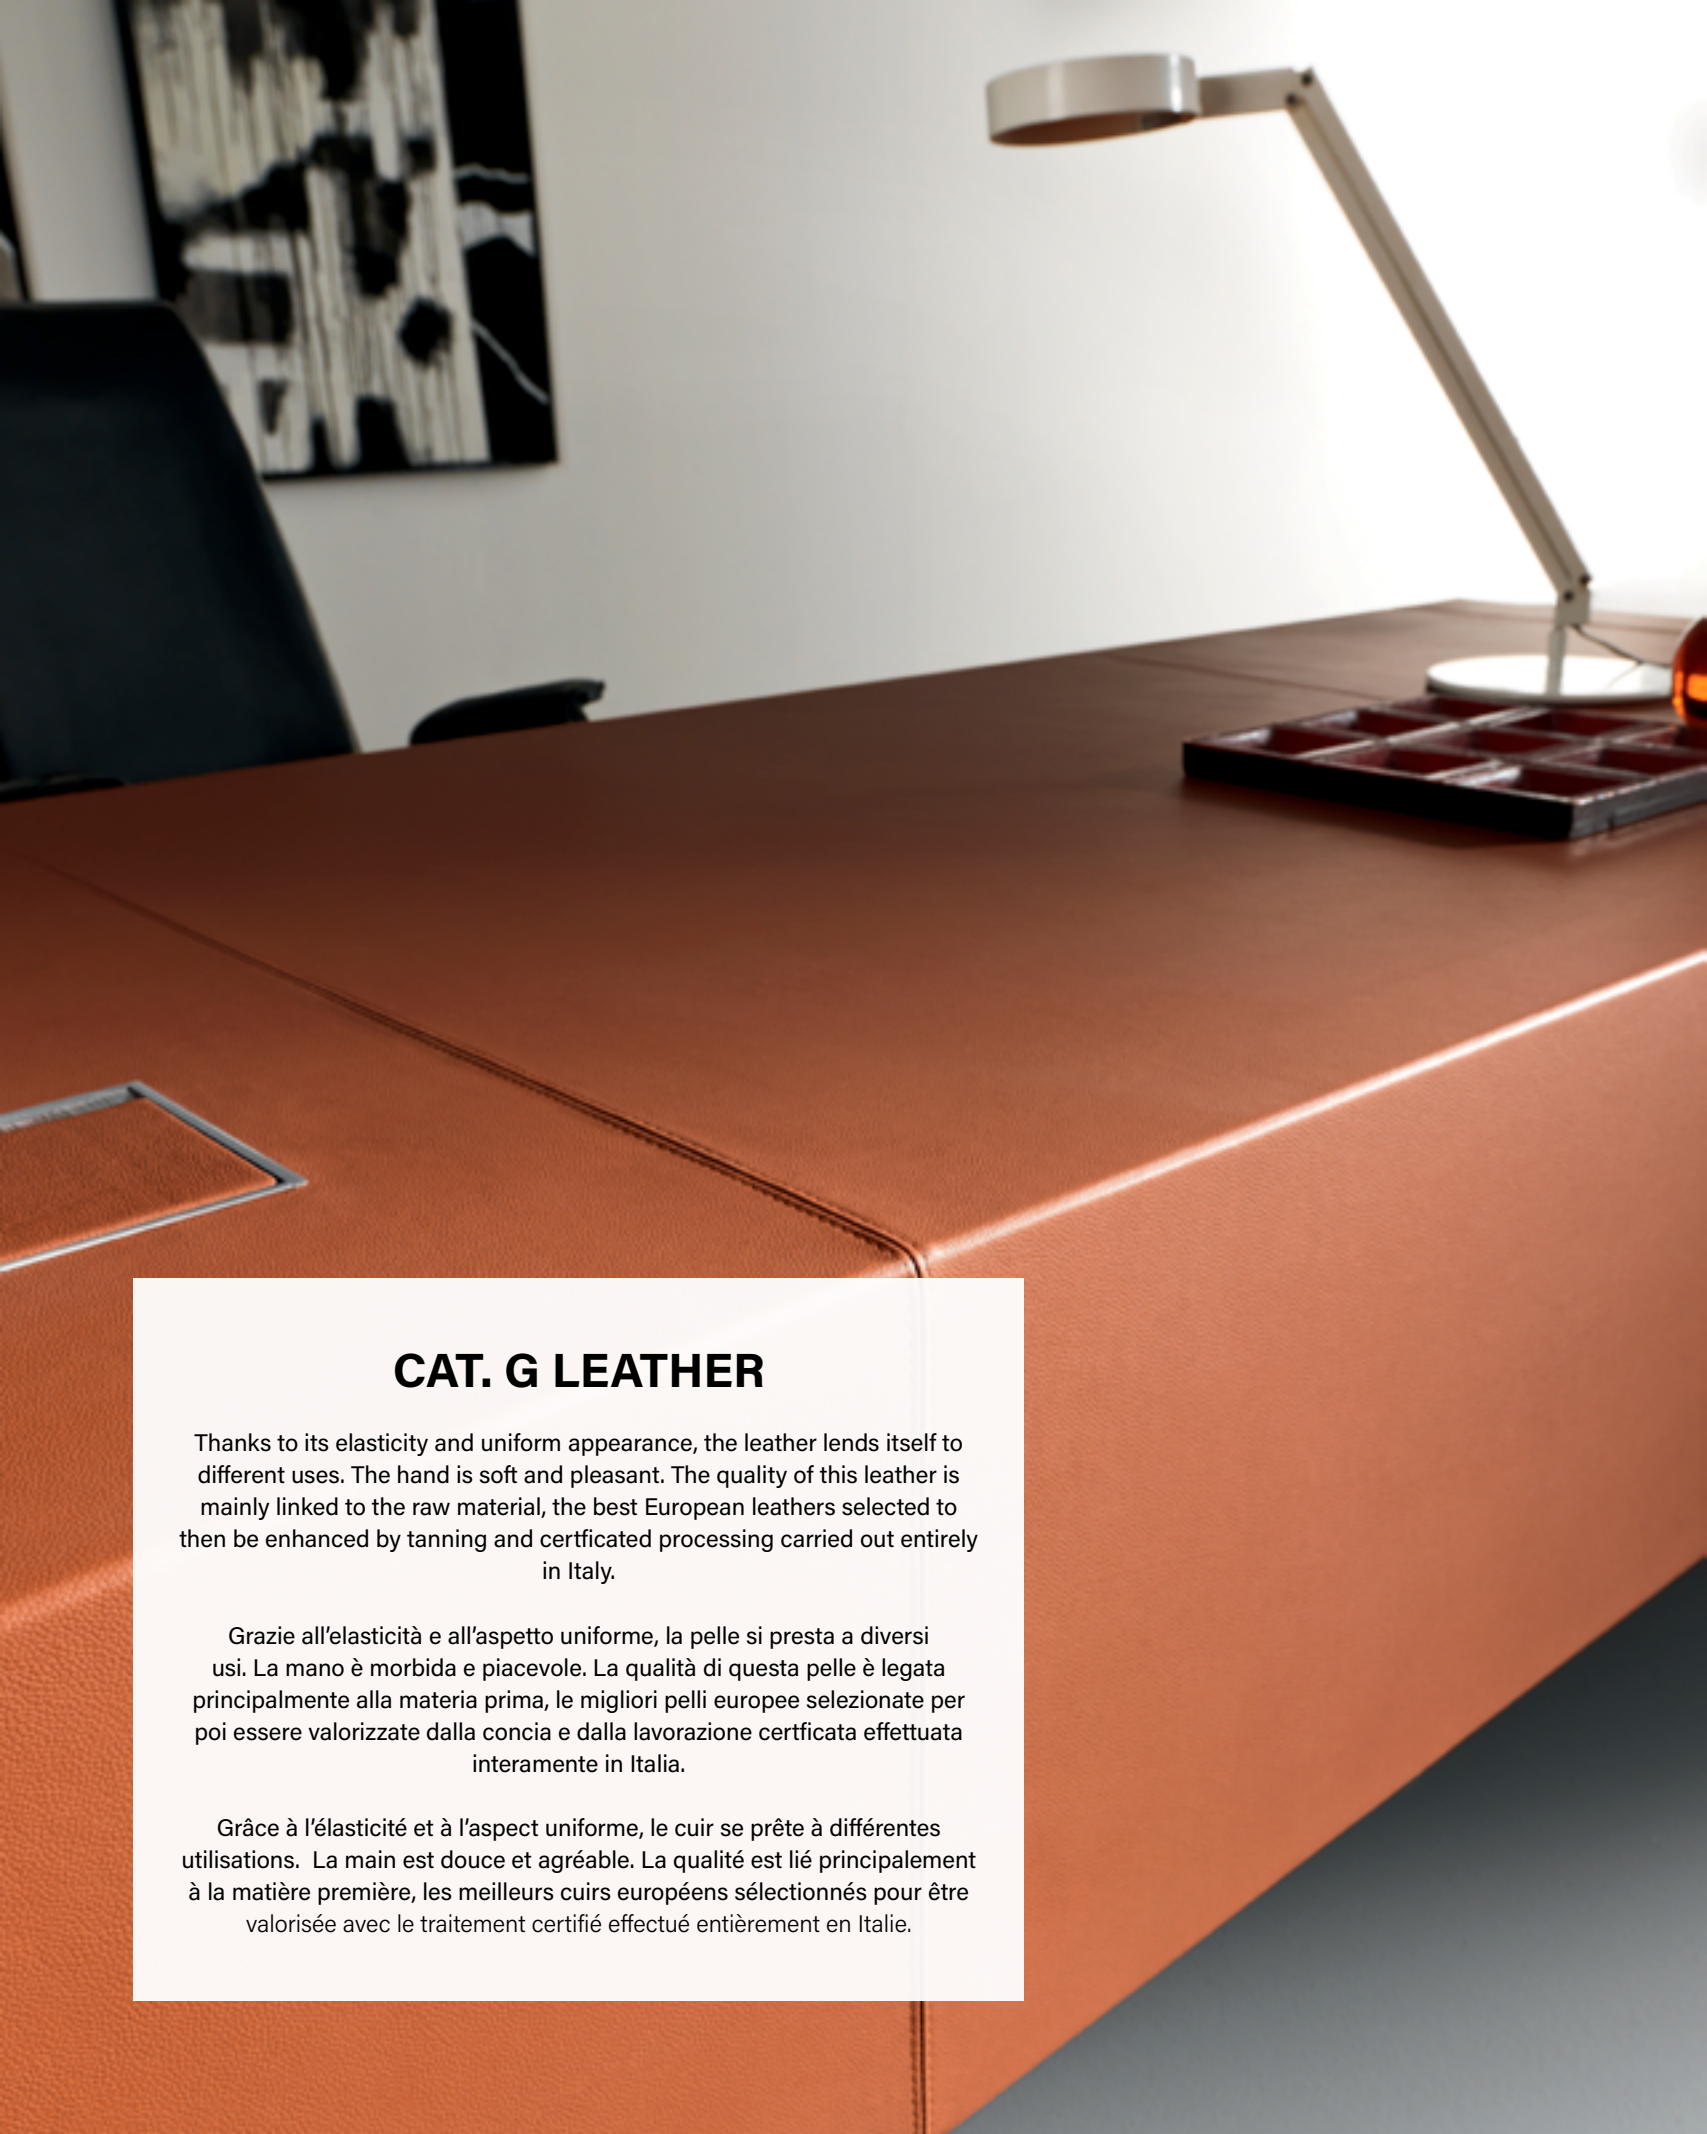 CAT. G LEATHER
Thanks to its elasticity and uniform appearance, the leather lends itself to
different uses. The hand is soft and pleasant. The quality of this leather is
mainly linked to the raw material, the best European leathers selected to
then be enhanced by tanning and certficated processing carried out entirely
in Italy.
Grazie all’elasticità e all’aspetto uniforme, la pelle si presta a diversi
usi. La mano è morbida e piacevole. La qualità di questa pelle è legata
principalmente alla materia prima, le migliori pelli europee selezionate per
poi essere valorizzate dalla concia e dalla lavorazione certficata effettuata
interamente in Italia.
Grâce à l’élasticité et à l’aspect uniforme, le cuir se prête à différentes
utilisations.  La main est douce et agréable. La qualité est lié principalement
à la matière première, les meilleurs cuirs européens sélectionnés pour être
valorisée avec le traitement certifié effectué entièrement en Italie.